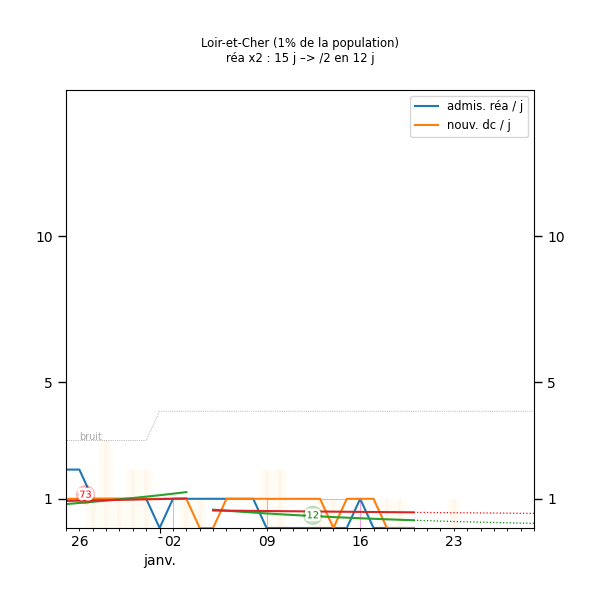 Loir-et-Cher (1% de la population)
réa x2 : 15 j –> /2 en 12 j
admis. réa / j
nouv. dc / j
10 10
5 5
bruit
73
12
1 1
26 02 09 16 23
janv.